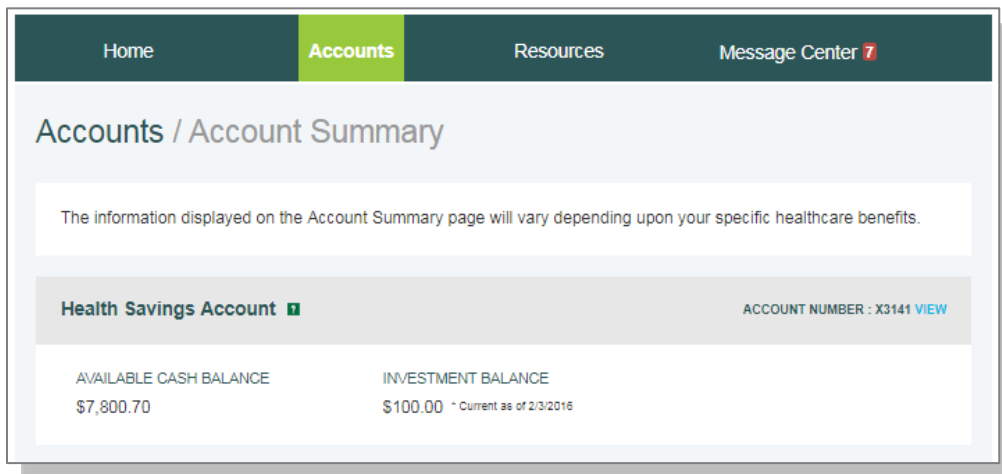 Home Accounts Resources Message Center 7
Accounts / Account Summary
The information displayed on the Account Summary page will vary depending upon your specific healthcare benefits.
Health Savings Account ? ACCOUNT NUMBER : X3141 VIEW
AVAILABLE CASH BALANCE INVESTMENT BALANCE
$7,800.70 $100.00 * Current as of 2/3/2016